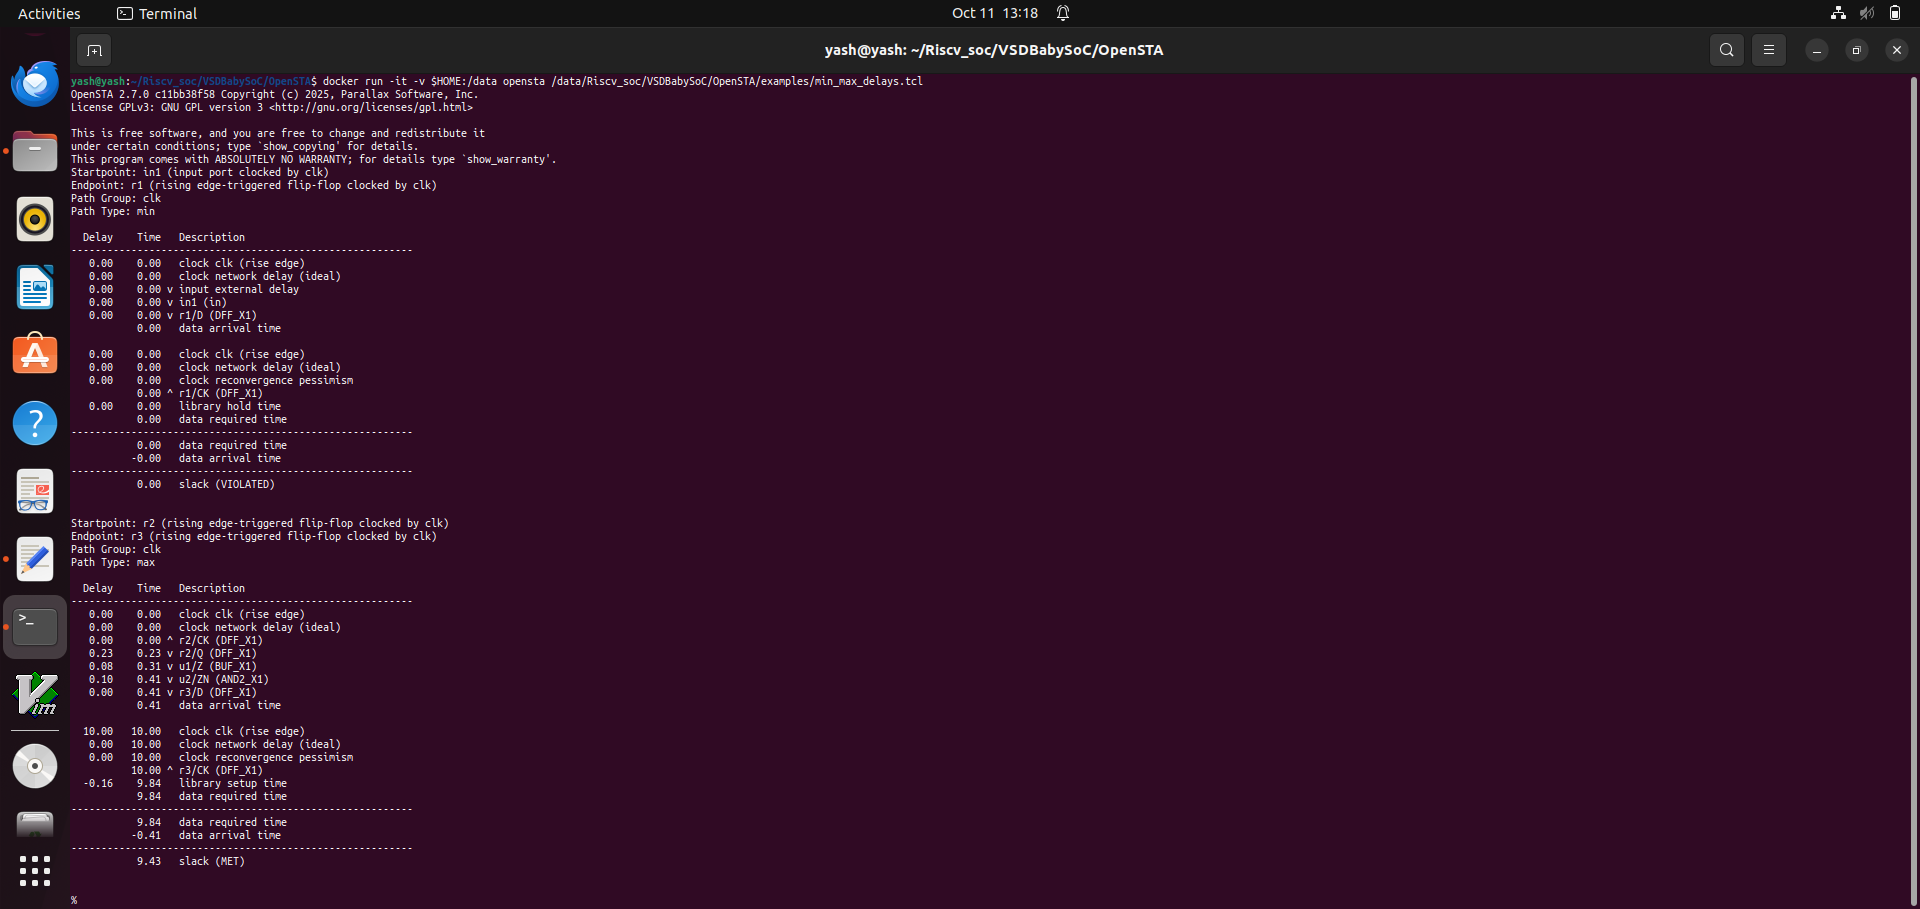 Activities
Terminal
Oct 11 13:18
yash@yash: ~/Riscv_soc/VSDBabySoC/OpenSTA
yash@yash:~/Riscv_soc/VSDBabySoC/OpenSTA$ docker run -it -v $HOME:/data opensta /data/Riscv_soc/VSDBabySoC/OpenSTA/examples/min_max_delays.tcl
OpenSTA 2.7.0 c11bb38f58 Copyright (c) 2025, Parallax Software, Inc.
License GPLv3: GNU GPL version 3 <http://gnu.org/licenses/gpl.html>

This is free software, and you are free to change and redistribute it
under certain conditions; type `show_copying' for details.
This program comes with ABSOLUTELY NO WARRANTY; for details type `show_warranty'.
Startpoint: in1 (input port clocked by clk)
Endpoint: r1 (rising edge-triggered flip-flop clocked by clk)
Path Group: clk
Path Type: min

  Delay    Time   Description
---------------------------------------------------------
   0.00    0.00   clock clk (rise edge)
   0.00    0.00   clock network delay (ideal)
   0.00    0.00 v input external delay
   0.00    0.00 v in1 (in)
   0.00    0.00 v r1/D (DFF_X1)
           0.00   data arrival time

   0.00    0.00   clock clk (rise edge)
   0.00    0.00   clock network delay (ideal)
   0.00    0.00   clock reconvergence pessimism
           0.00 ^ r1/CK (DFF_X1)
   0.00    0.00   library hold time
           0.00   data required time
---------------------------------------------------------
           0.00   data required time
          -0.00   data arrival time
---------------------------------------------------------
           0.00   slack (VIOLATED)

Startpoint: r2 (rising edge-triggered flip-flop clocked by clk)
Endpoint: r3 (rising edge-triggered flip-flop clocked by clk)
Path Group: clk
Path Type: max

  Delay    Time   Description
---------------------------------------------------------
   0.00    0.00   clock clk (rise edge)
   0.00    0.00   clock network delay (ideal)
   0.00    0.00 ^ r2/CK (DFF_X1)
   0.23    0.23 v r2/Q (DFF_X1)
   0.08    0.31 v u1/Z (BUF_X1)
   0.10    0.41 v u2/ZN (AND2_X1)
   0.00    0.41 v r3/D (DFF_X1)
           0.41   data arrival time

  10.00   10.00   clock clk (rise edge)
   0.00   10.00   clock network delay (ideal)
   0.00   10.00   clock reconvergence pessimism
          10.00 ^ r3/CK (DFF_X1)
  -0.16    9.84   library setup time
           9.84   data required time
---------------------------------------------------------
           9.84   data required time
          -0.41   data arrival time
---------------------------------------------------------
           9.43   slack (MET)

%